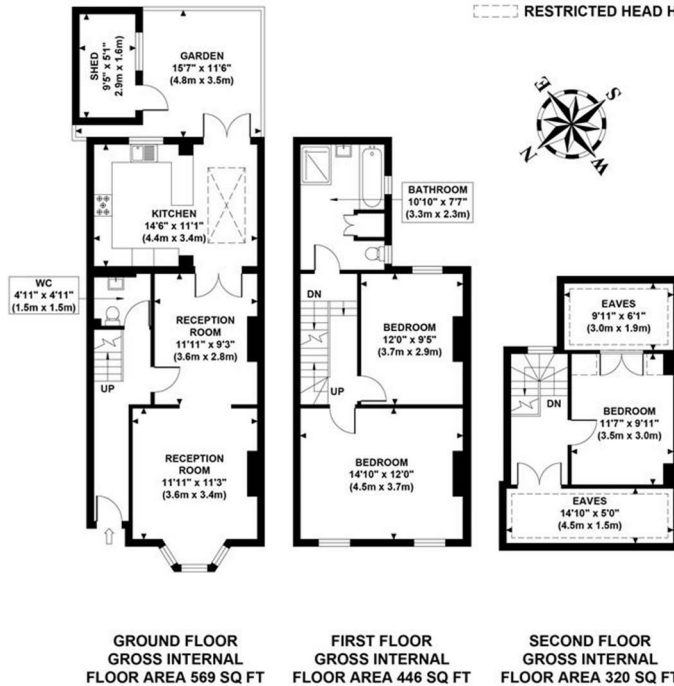 RESTRICTED HEAD H
SHED
9'5" x 5'1"
2.9m x 1.6m)
GARDEN
15'7" x 11'6"
(4.8m x 3.5m)
E
S
N
W
KITCHEN
14'6" x 11'1"
(4.4m x 3.4m)
BATHROOM
10'10" x 7'7"
(3.3m x 2.3m)
WC
4'11" x 4'11"
(1.5m x 1.5m)
RECEPTION
ROOM
11'11" x 9'3"
(3.6m x 2.8m)
UP
DN
BEDROOM
12'0" x 9'5"
(3.7m x 2.9m)
UP
EAVES
9'11" x 6'1"
(3.0m x 1.9m)
DN
BEDROOM
11'7" x 9'11"
(3.5m x 3.0m)
RECEPTION
ROOM
11'11" x 11'3"
(3.6m x 3.4m)
BEDROOM
14'10" x 12'0"
(4.5m x 3.7m)
EAVES
14'10" x 5'0"
(4.5m x 1.5m)
GROUND FLOOR
GROSS INTERNAL
FLOOR AREA 569 SQ FT
FIRST FLOOR
GROSS INTERNAL
FLOOR AREA 446 SQ FT
SECOND FLOOR
GROSS INTERNAL
FLOOR AREA 320 SQ FT